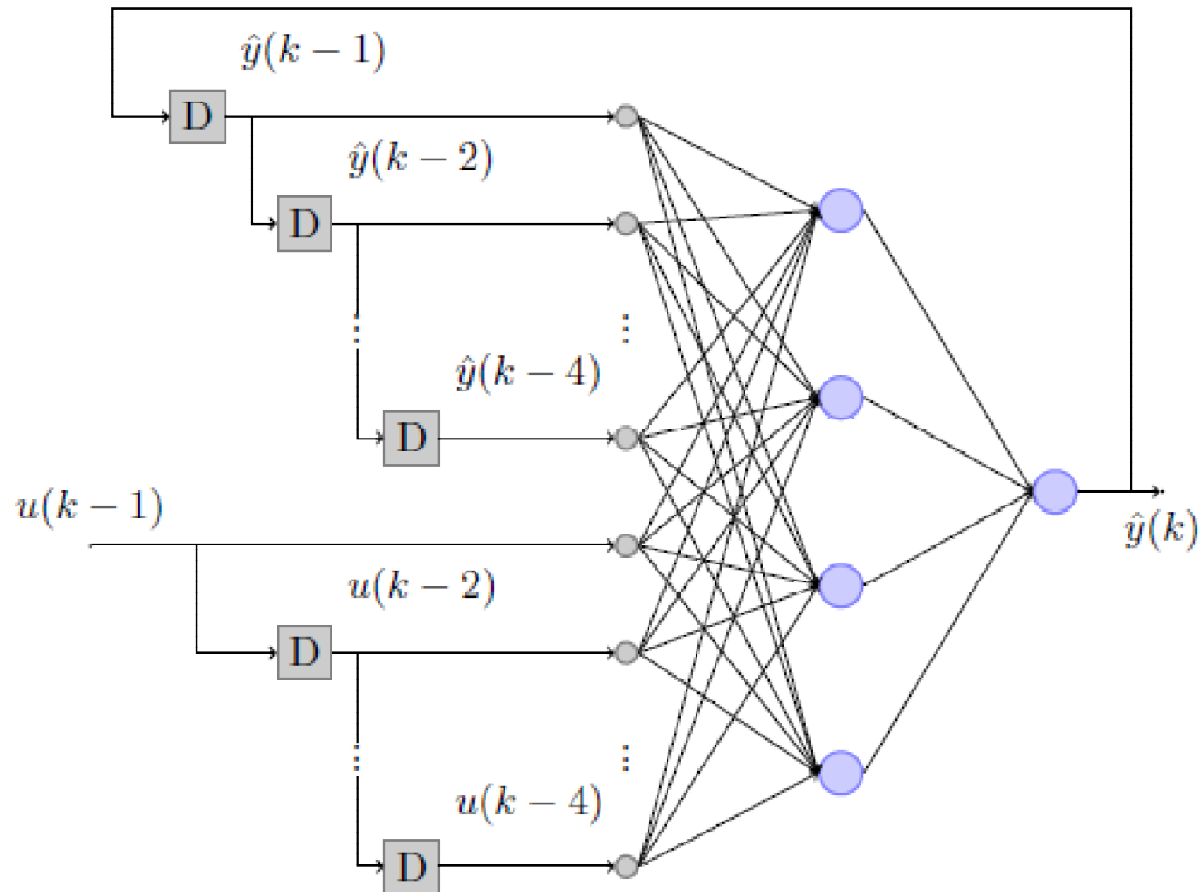 ŷ(k − 1)
D
ŷ(k − 2)
D
⋮
⋮
ŷ(k − 4)
D
u(k − 1)
ŷ(k)
u(k − 2)
D
⋮
⋮
u(k − 4)
D